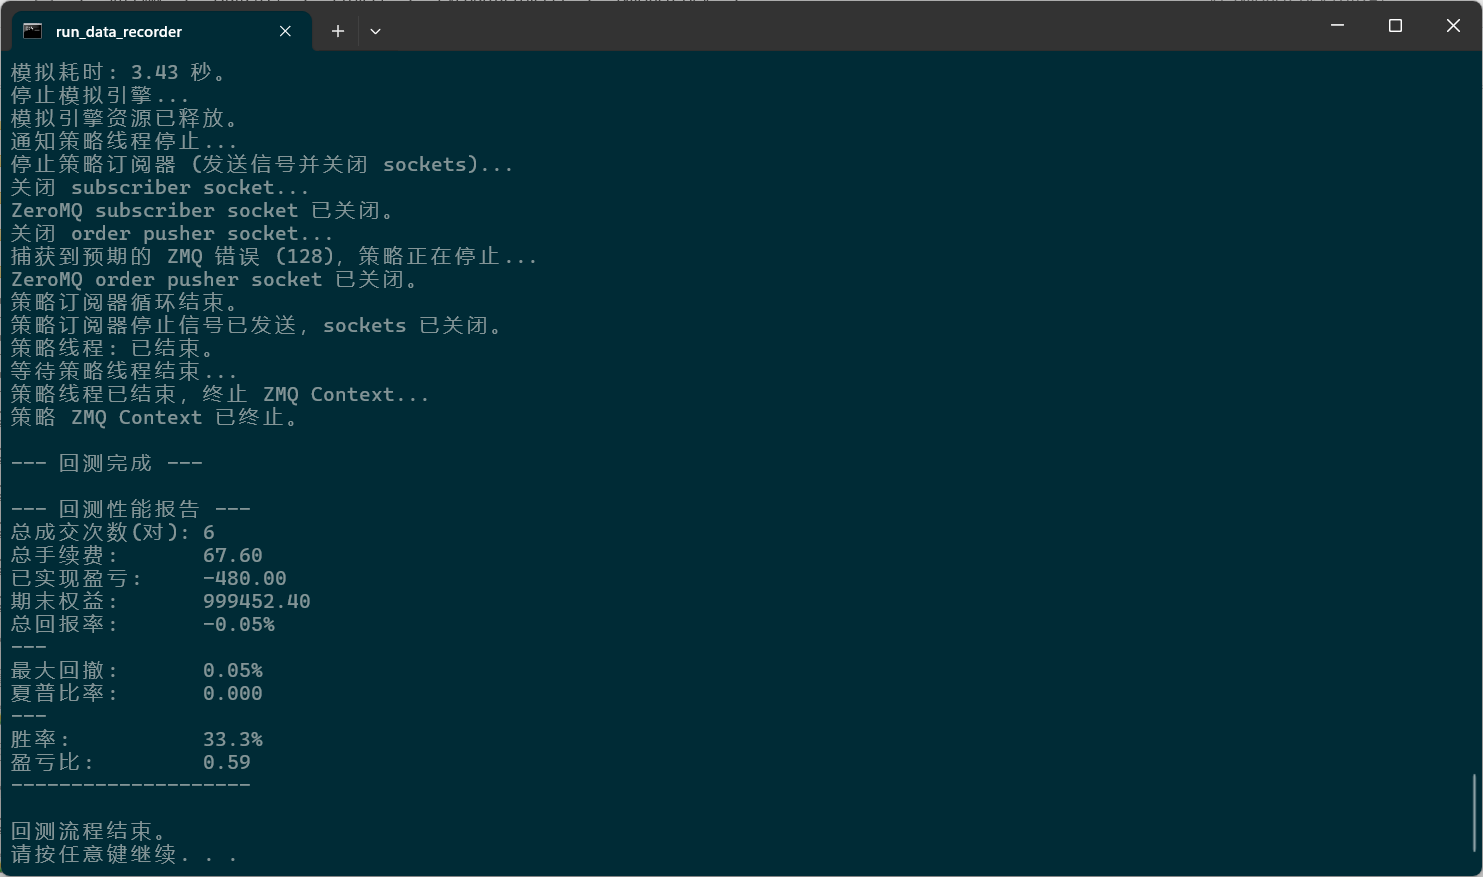 run_data_recorder
模拟耗时: 3.43 秒。
停止模拟引擎...
模拟引擎资源已释放。
通知策略线程停止...
停止策略订阅器 (发送信号并关闭 sockets)...
关闭 subscriber socket...
ZeroMQ subscriber socket 已关闭。
关闭 order pusher socket...
捕获到预期的 ZMQ 错误 (128)，策略正在停止...
ZeroMQ order pusher socket 已关闭。
策略订阅器循环结束。
策略订阅器停止信号已发送，sockets 已关闭。
策略线程: 已结束。
等待策略线程结束...
策略线程已结束，终止 ZMQ Context...
策略 ZMQ Context 已终止。
--- 回测完成 ---
--- 回测性能报告 ---
总成交次数(对): 6
总手续费: 67.60
已实现盈亏: -480.00
期末权益: 999452.40
总回报率: -0.05%
---
最大回撤: 0.05%
夏普比率: 0.000
---
胜率: 33.3%
盈亏比: 0.59
--------------------
回测流程结束。
请按任意键继续. . .